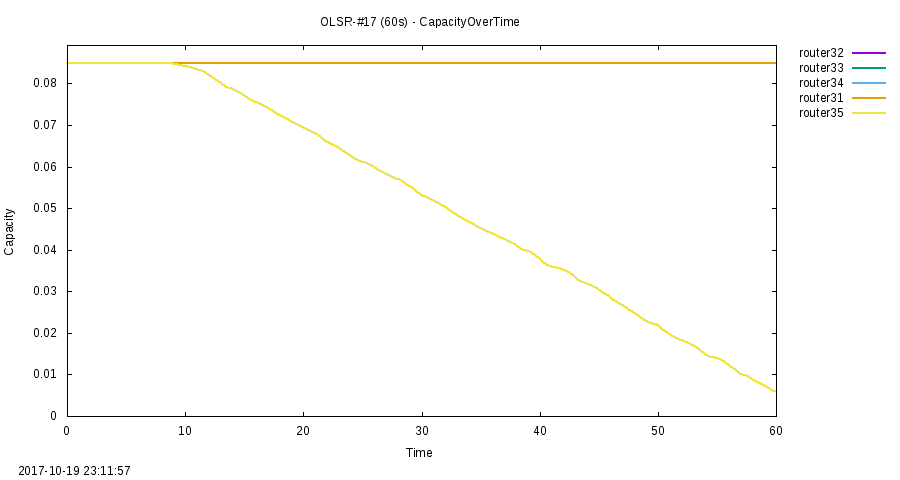 OLSR-#17 (60s) - CapacityOverTime
router32
router33
router34
router31
router35
0.08
0.07
0.06
0.05
0.04
0.03
0.02
0.01
0
Capacity
0 10 20 30 40 50 60
Time
2017-10-19 23:11:57